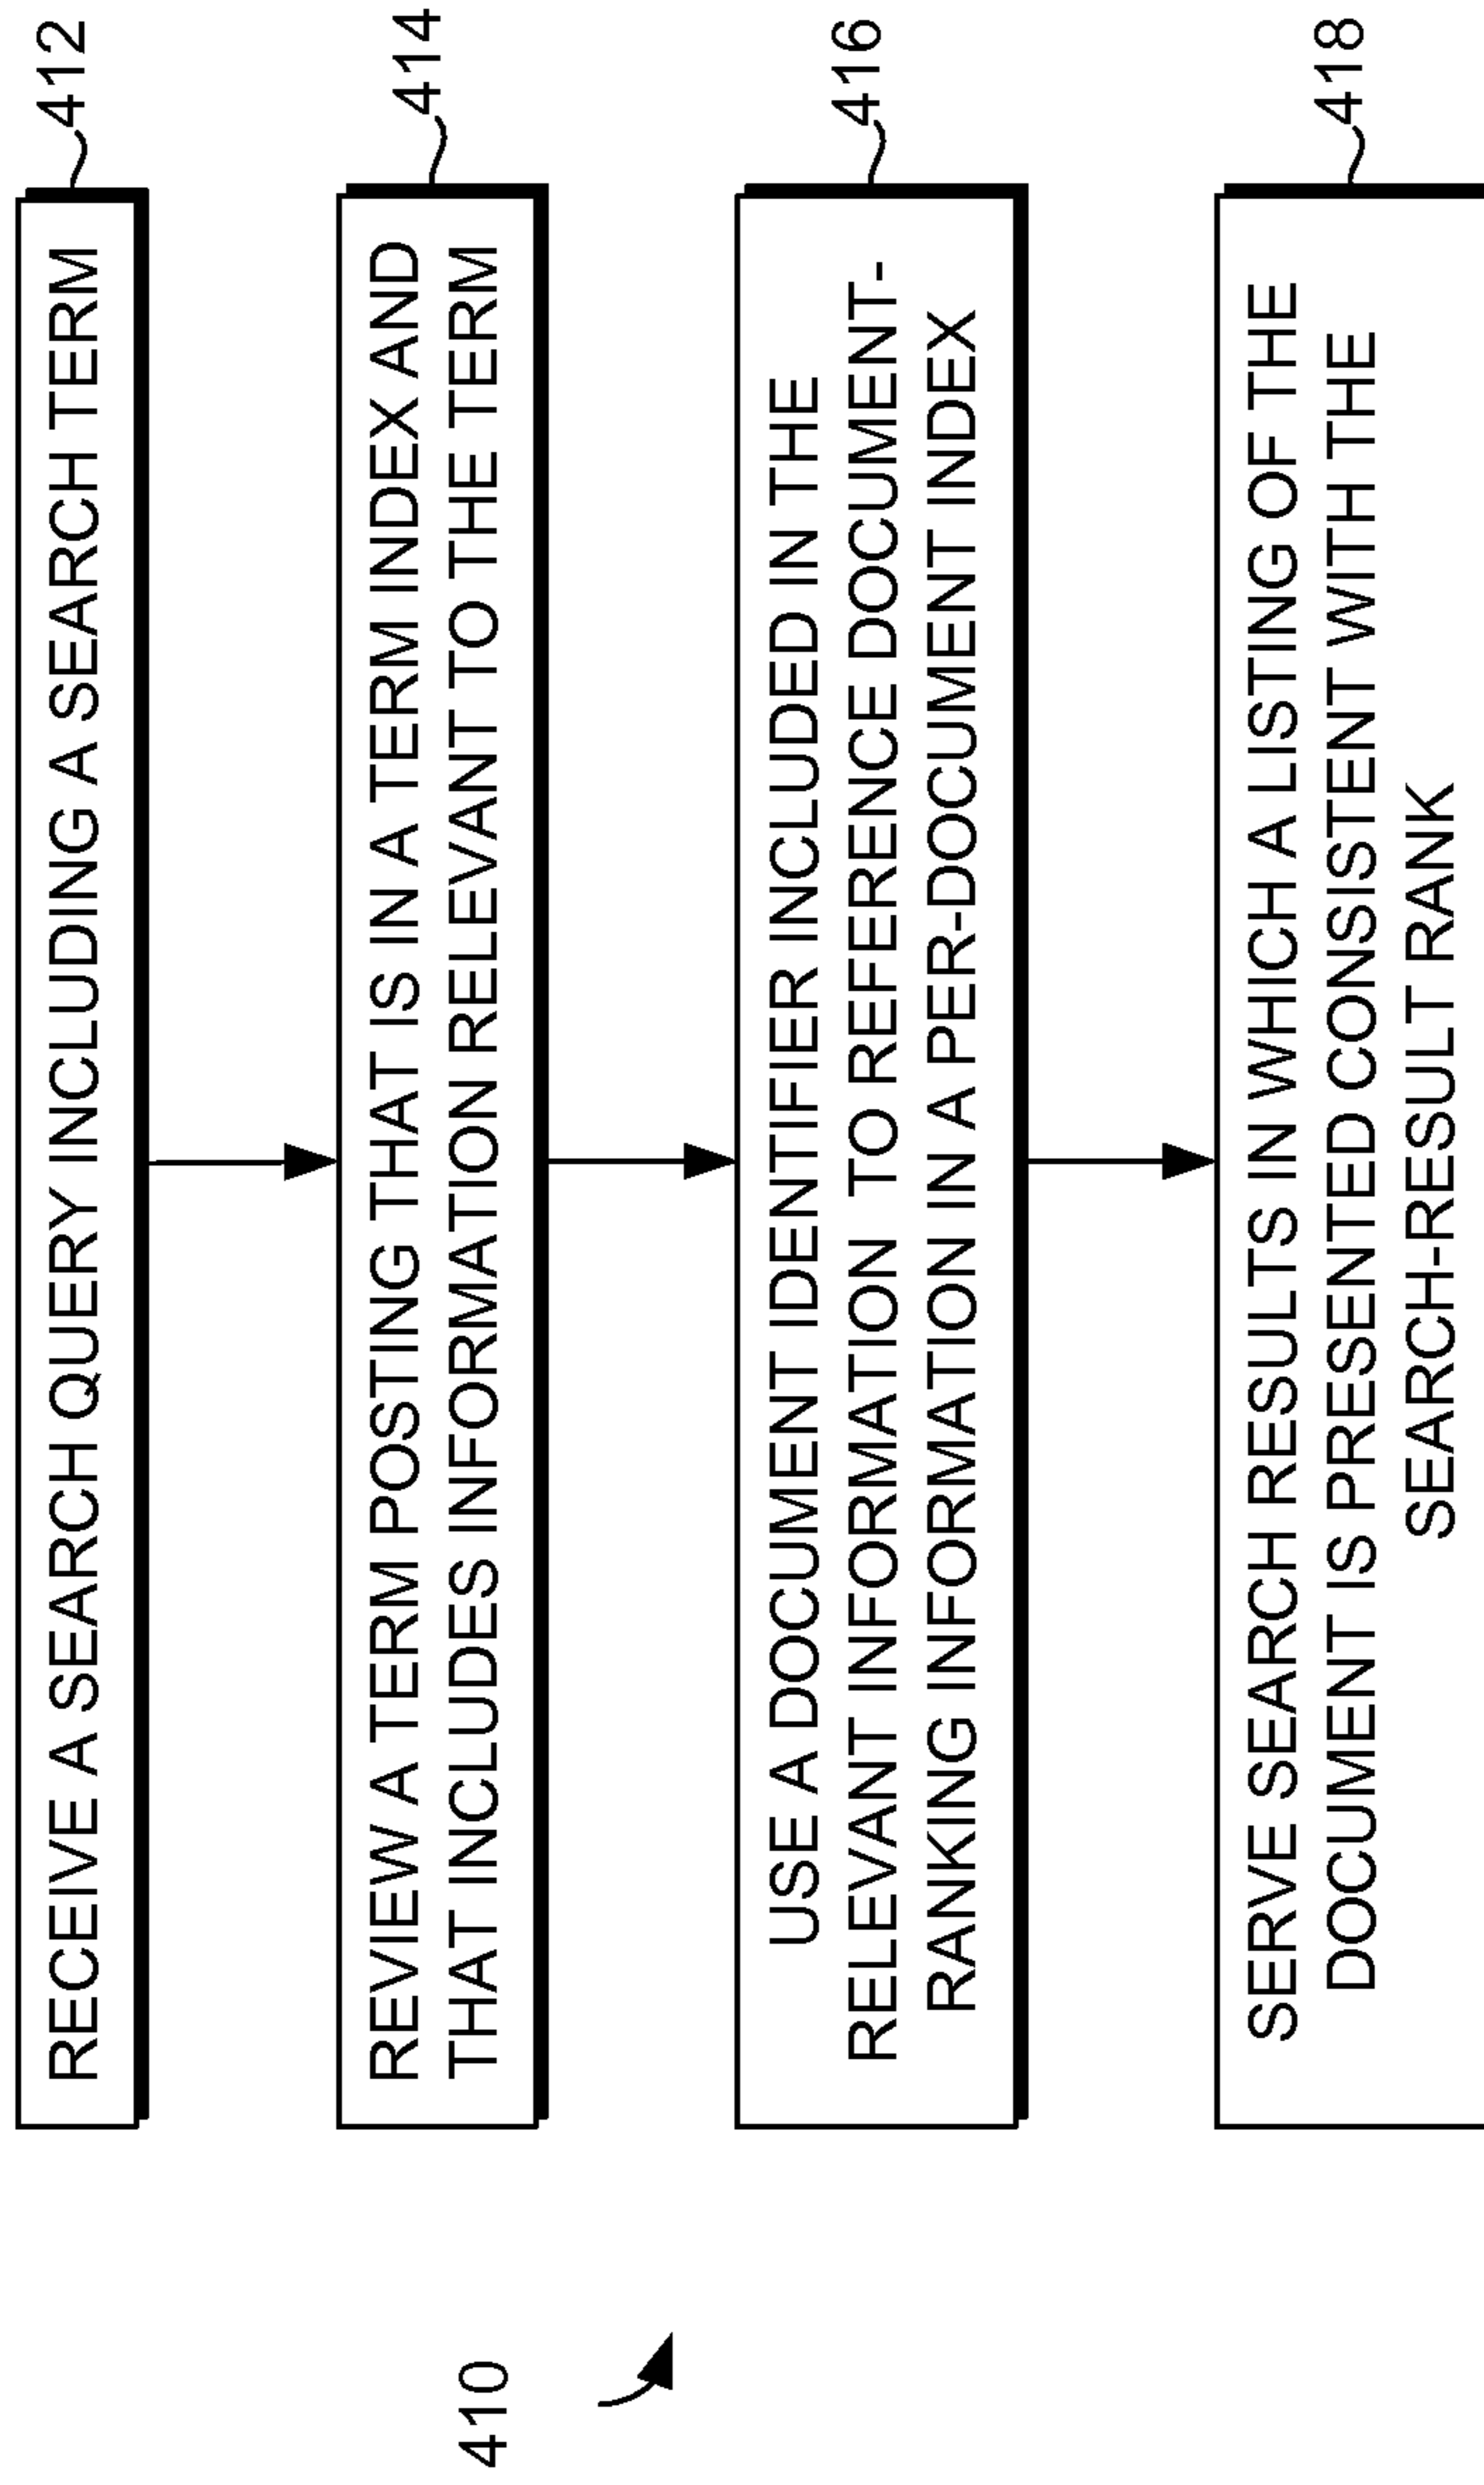 410
RECEIVE A SEARCH QUERY INCLUDING A SEARCH TERM
412
REVIEW A TERM POSTING THAT IS IN A TERM INDEX AND
THAT INCLUDES INFORMATION RELEVANT TO THE TERM
414
USE A DOCUMENT IDENTIFIER INCLUDED IN THE
RELEVANT INFORMATION TO REFERENCE DOCUMENT-
RANKING INFORMATION IN A PER-DOCUMENT INDEX
416
SERVE SEARCH RESULTS IN WHICH A LISTING OF THE
DOCUMENT IS PRESENTED CONSISTENT WITH THE
SEARCH-RESULT RANK
418